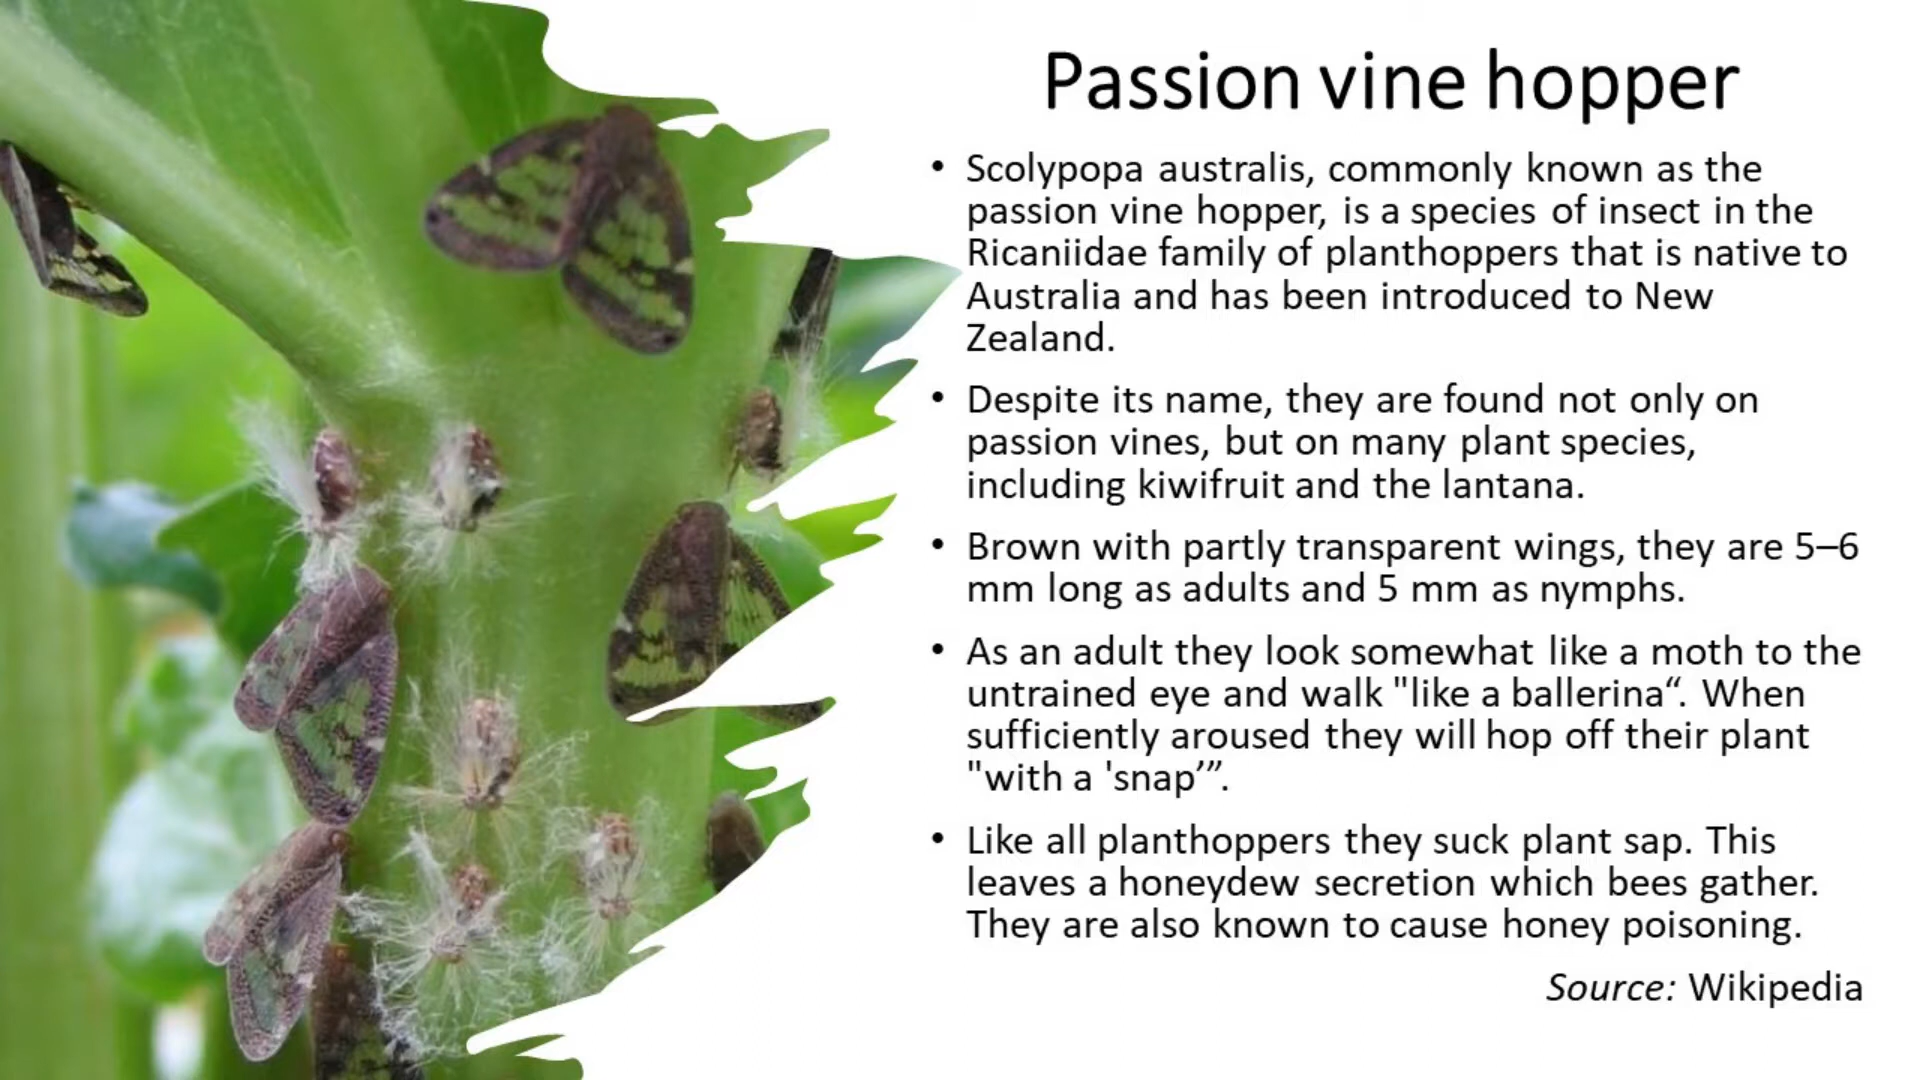 Passion vine hopper
• Scolypopa australis, commonly known as the
passion vine hopper, is a species of insect in the
Ricaniidae family of planthoppers that is native to
Australia and has been introduced to New
Zealand.
• Despite its name, they are found not only on
passion vines, but on many plant species,
including kiwifruit and the lantana.
• Brown with partly transparent wings, they are 5–6
mm long as adults and 5 mm as nymphs.
• As an adult they look somewhat like a moth to the
untrained eye and walk "like a ballerina“. When
sufficiently aroused they will hop off their plant
"with a 'snap’”.
• Like all planthoppers they suck plant sap. This
leaves a honeydew secretion which bees gather.
They are also known to cause honey poisoning.
Source: Wikipedia